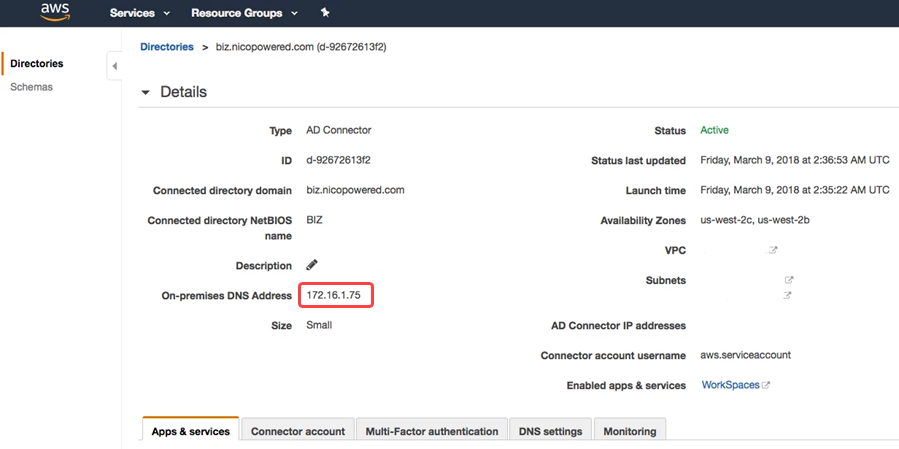 aws Services Resource Groups
Directories > biz.nicopowered.com (d-92672613f2)
Directories
Schemas
Details
Type AD Connector
ID d-92672613f2
Connected directory domain biz.nicopowered.com
Connected directory NetBIOS BIZ
name
Description
On-premises DNS Address 172.16.1.75
Size Small
Status Active
Status last updated Friday, March 9, 2018 at 2:36:53 AM UTC
Launch time Friday, March 9, 2018 at 2:35:22 AM UTC
Availability Zones us-west-2c, us-west-2b
VPC
Subnets
AD Connector IP addresses
Connector account username aws.serviceaccount
Enabled apps & services WorkSpaces
Apps & services Connector account Multi-Factor authentication DNS settings Monitoring